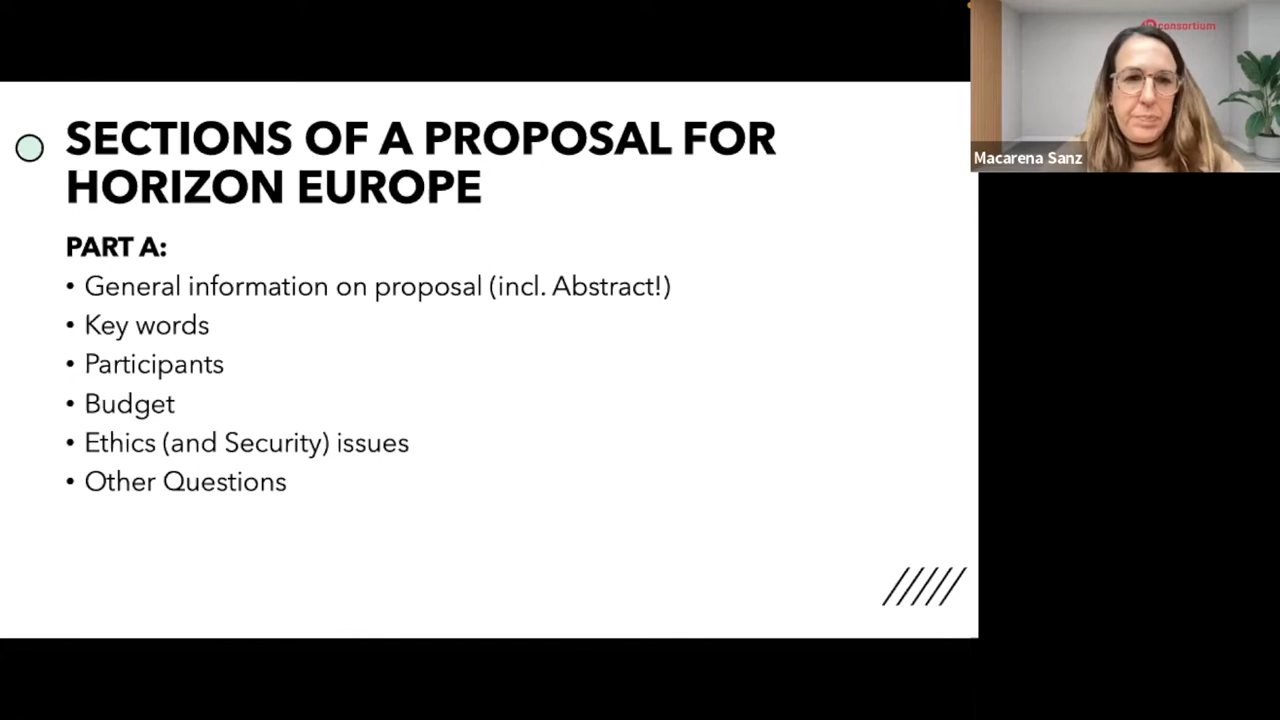 consortium
Macarena Sanz
SECTIONS OF A PROPOSAL FOR
HORIZON EUROPE
PART A:
• General information on proposal (incl. Abstract!)
• Key words
• Participants
• Budget
• Ethics (and Security) issues
• Other Questions